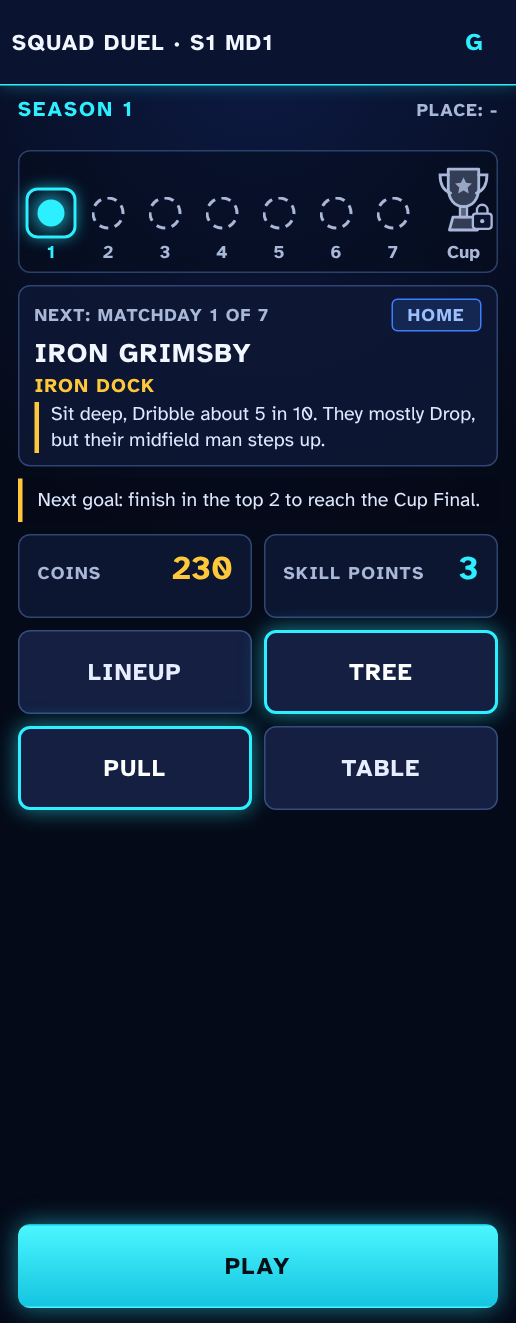 SQUAD DUEL · S1 MD1
G
SEASON 1
PLACE: -
1
2
3
4
5
6
7
Cup
NEXT: MATCHDAY 1 OF 7
HOME
IRON GRIMSBY
IRON DOCK
Sit deep, Dribble about 5 in 10. They mostly Drop,
but their midfield man steps up.
Next goal: finish in the top 2 to reach the Cup Final.
COINS
230
SKILL POINTS
3
LINEUP
TREE
PULL
TABLE
PLAY